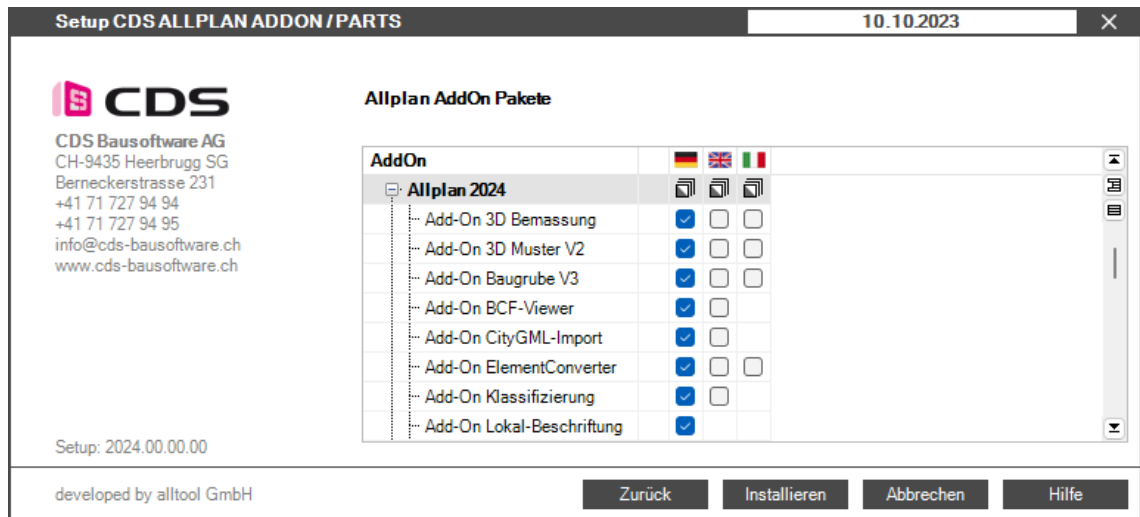 Setup CDS ALLPLAN ADDON / PARTS
10.10.2023
CDS
CDS Bausoftware AG
CH-9435 Heerbrugg SG
Berneckerstrasse 231
+41 71 727 94 94
+41 71 727 94 95
info@cds-bausoftware.ch
www.cds-bausoftware.ch
Allplan AddOn Pakete
AddOn
Allplan 2024
Add-On 3D Bemassung
Add-On 3D Muster V2
Add-On Baugrube V3
Add-On BCF-Viewer
Add-On CityGML-Import
Add-On ElementConverter
Add-On Klassifizierung
Add-On Lokal-Beschriftung
Setup: 2024.00.00.00
developed by alltool GmbH
Zurück
Installieren
Abbrechen
Hilfe